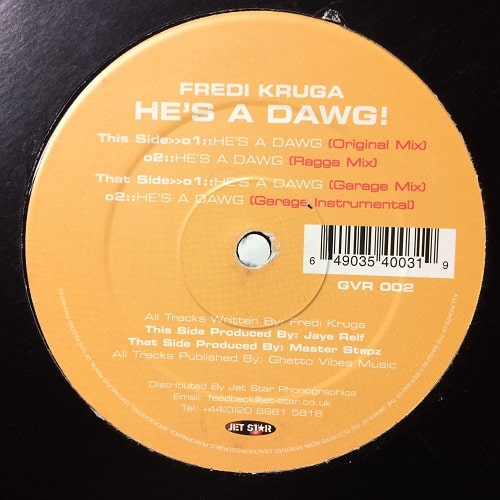 FREDI KRUGA
HE'S A DAWG!
This Side>>o1::HE'S A DAWG (Original Mix)
o2::HE'S A DAWG (Ragga Mix)
That Side>>o1::HE'S A DAWG (Garage Mix)
o2::HE'S A DAWG (Garage Instrumental)
6 49035 40031 9
GVR 002
All Tracks Written By: Fredi Kruga
This Side Produced By: Jaye Relf
That Side Produced By: Master Stepz
All Tracks Published By: Ghetto Vibes Music
Distributed By Jet Star Phonographics
Email: feedback@jet-star.co.uk
Tel: +44(0)20 8961 5818
JET STAR